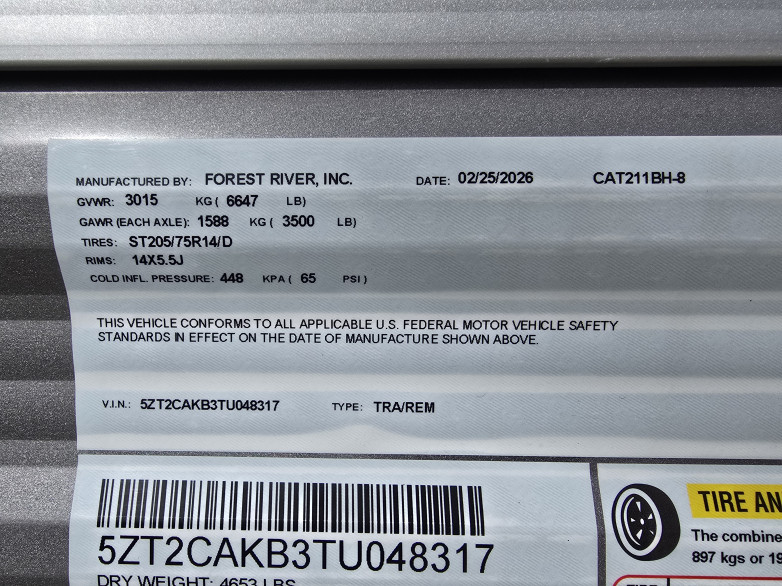 MANUFACTURED BY: FOREST RIVER, INC. DATE: 02/25/2026 CAT211BH-8
GVWR: 3015 KG ( 6647 LB)
GAWR (EACH AXLE): 1588 KG ( 3500 LB)
TIRES: ST205/75R14/D
RIMS: 14X5.5J
COLD INFL. PRESSURE: 448 KPA ( 65 PSI )
THIS VEHICLE CONFORMS TO ALL APPLICABLE U.S. FEDERAL MOTOR VEHICLE SAFETY
STANDARDS IN EFFECT ON THE DATE OF MANUFACTURE SHOWN ABOVE.
V.I.N.: 5ZT2CAKB3TU048317 TYPE: TRA/REM
5ZT2CAKB3TU048317
DRY WEIGHT: 4653 LBS
TIRE AN
The combine
897 kgs or 19
TIRE